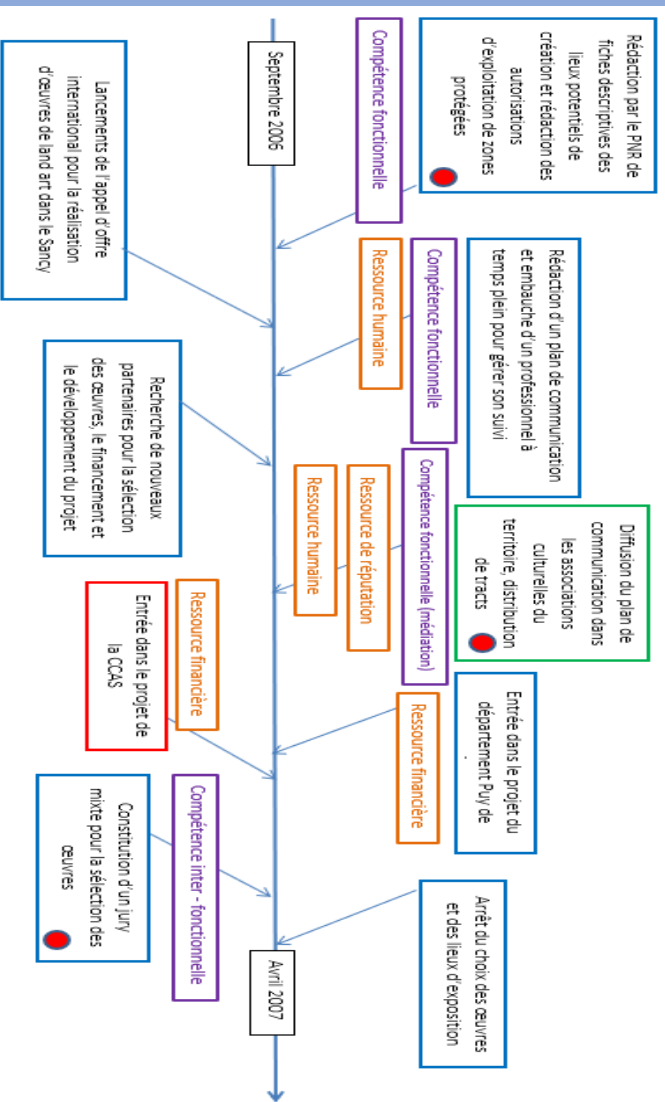 Rédaction par le PNR de
fiches descriptives des
lieux potentiels de
création et rédaction des
autorisations
d'exploitation de zones
protégées
Compétence fonctionnelle
Rédaction d'un plan de communication
et embauche d'un professionnel à
temps plein pour gérer son suivi
Compétence fonctionnelle
Ressource humaine
Diffusion du plan de
communication dans
les associations
culturelles du
territoire, distribution
de tracts
Compétence fonctionnelle (médiation)
Ressource de réputation
Ressource humaine
Entrée dans le projet du
département Puy de
Ressource financière
Arrêt du choix des œuvres
et des lieux d'exposition
Septembre 2006
Avril 2007
Lancements de l'appel d'offre
international pour la réalisation
d'œuvres de land art dans le Sancy
Recherche de nouveaux
partenaires pour la sélection
des œuvres, le financement et
le développement du projet
Ressource financière
Entrée dans le projet de
la CCAS
Compétence inter - fonctionnelle
Constitution d'un jury
mixte pour la sélection des
œuvres